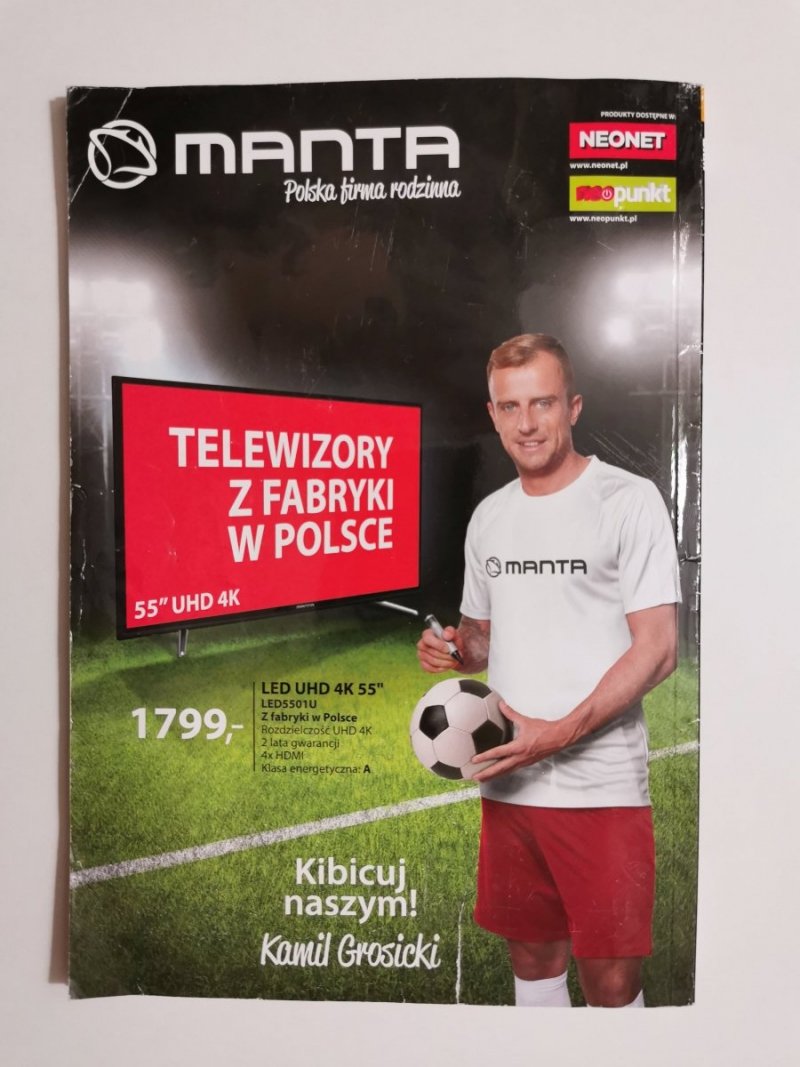 MANTA
Polska firma rodzinna
PRODUKTY DOSTĘPNE W:
NEONET
www.neonet.pl
neopunkt
www.neopunkt.pl
TELEWIZORY
Z FABRYKI
W POLSCE
55" UHD 4K
MANTA
MANTA
1799,-
LED UHD 4K 55"
LED5501U
Z fabryki w Polsce
Rozdzielczość UHD 4K
2 lata gwarancji
4x HDMI
Klasa energetyczna: A
Kibicuj
naszym!
Kamil Grosicki